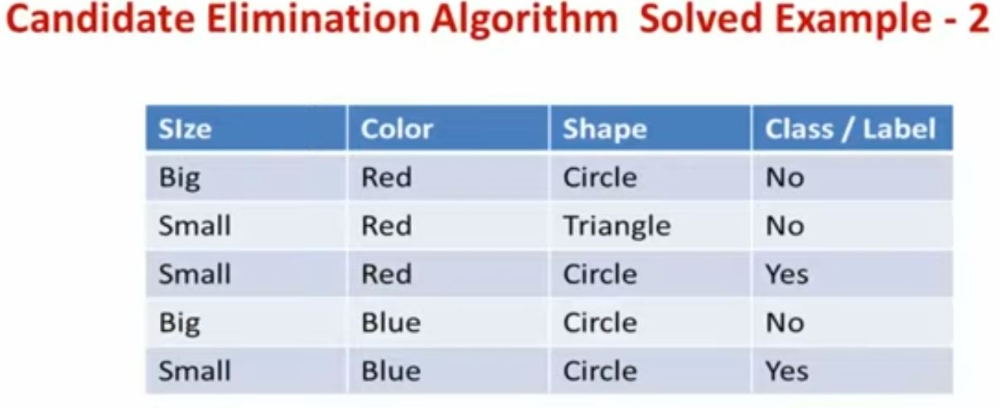 Candidate Elimination Algorithm Solved Example - 2
SIze Color Shape Class / Label
Big Red Circle No
Small Red Triangle No
Small Red Circle Yes
Big Blue Circle No
Small Blue Circle Yes